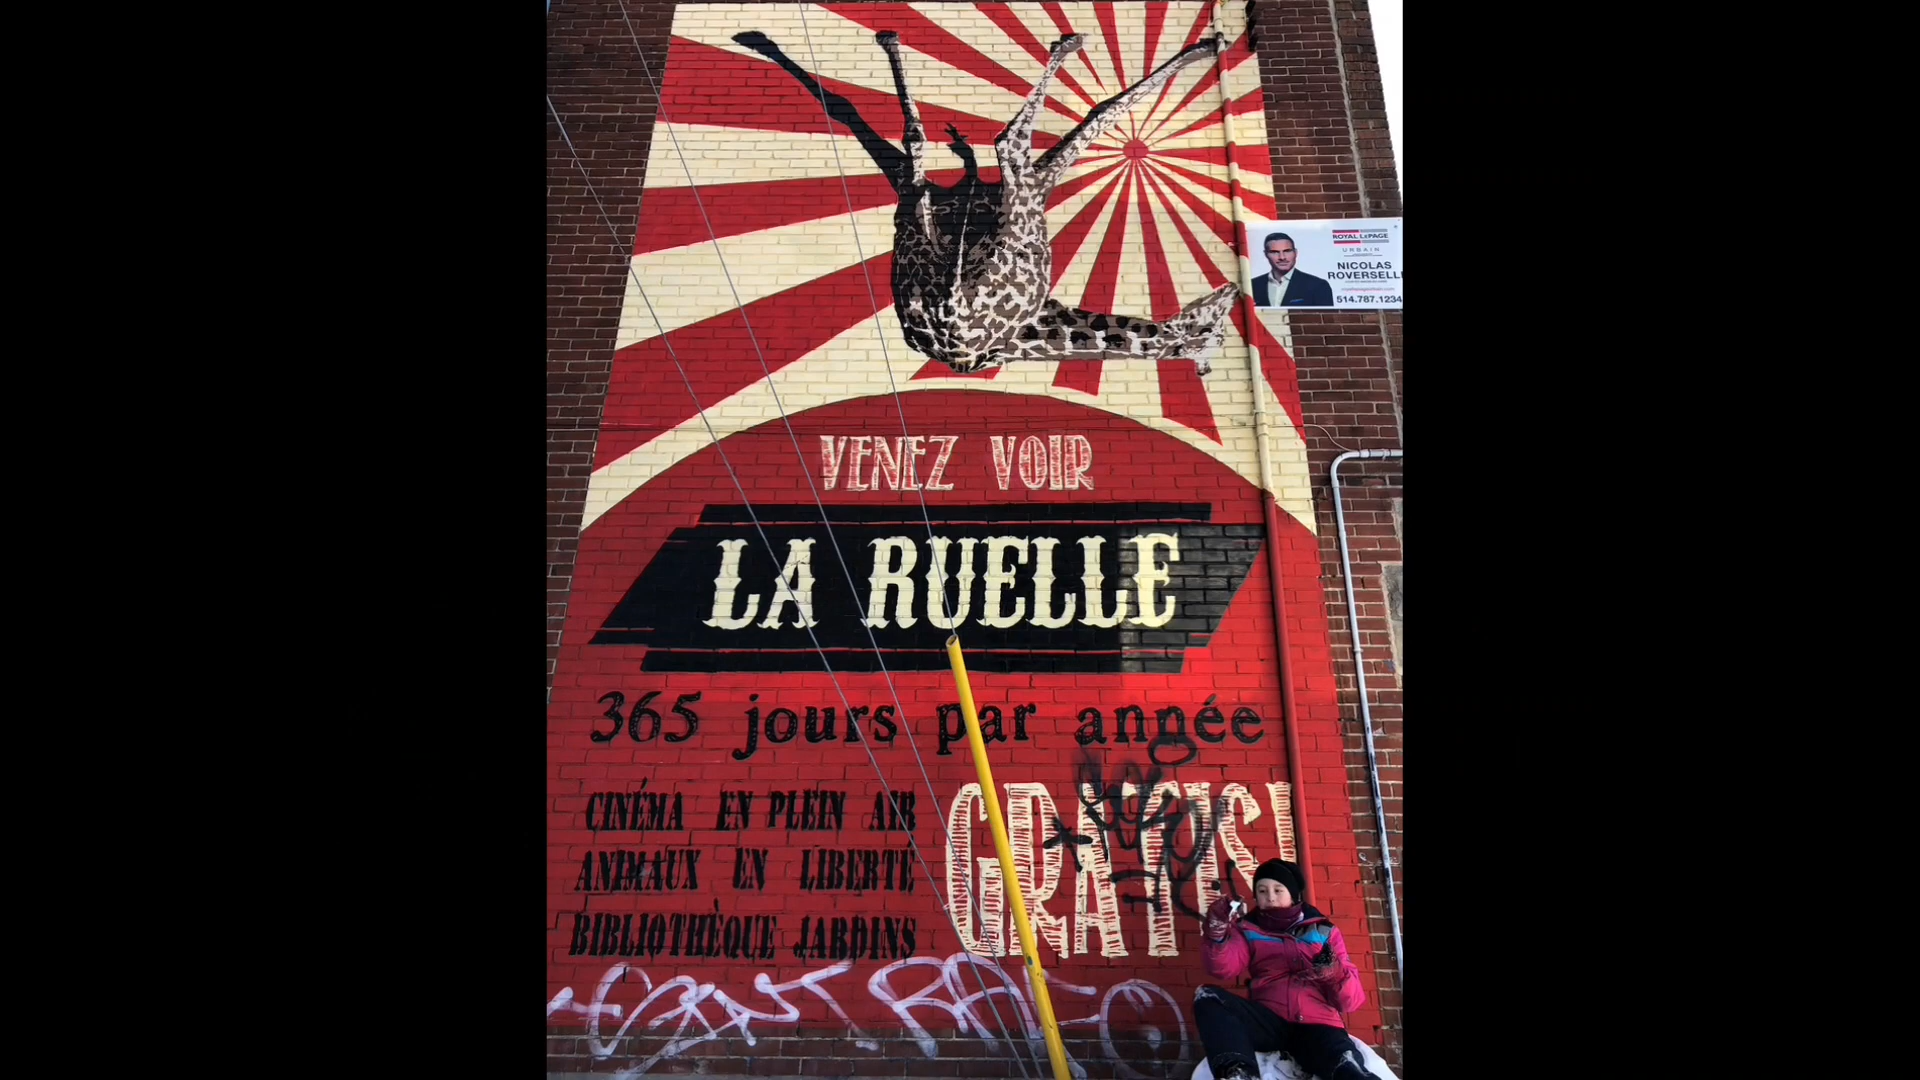 ROYAL LEPAGE
URBAIN
NICOLAS
ROVERSELLI
514.787.1234
VENEZ VOIR
LA RUELLE
365 jours par année
CINÉMA EN PLEIN AIR
ANIMAUX EN LIBERTÉ
BIBLIOTHÈQUE JARDINS
GRATIS!